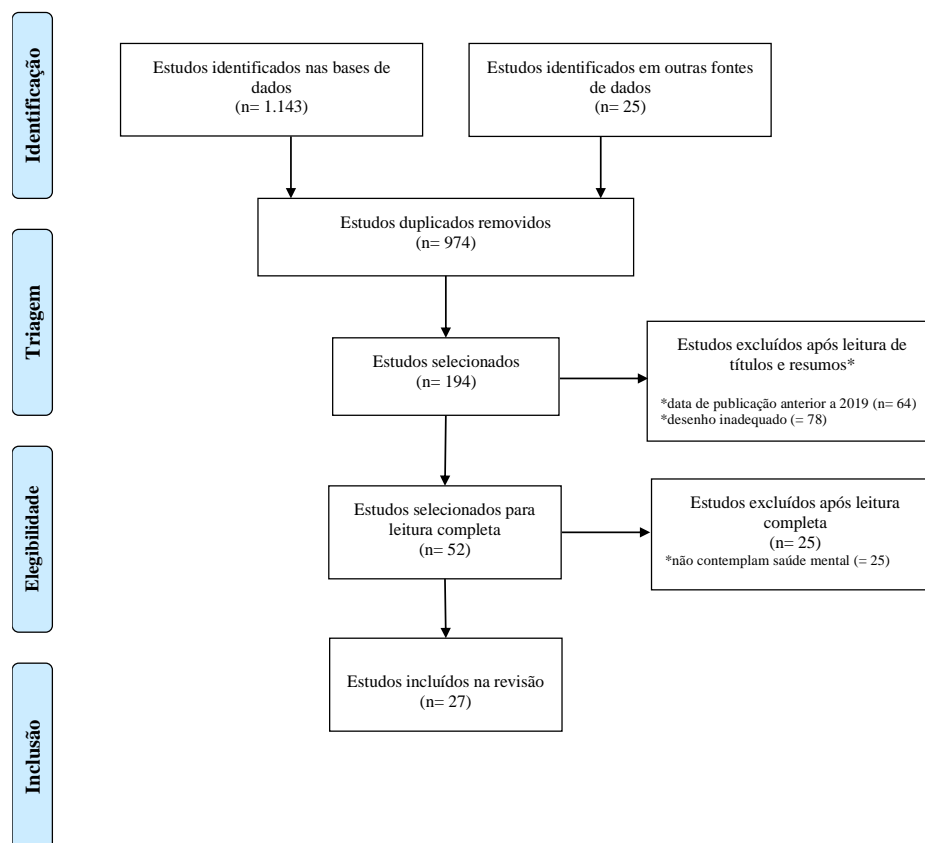 Identificação
Estudos identificados nas bases de
dados
(n= 1.143)
Estudos identificados em outras fontes
de dados
(n= 25)
Triagem
Estudos duplicados removidos
(n= 974)
Estudos selecionados
(n= 194)
Estudos excluídos após leitura de
títulos e resumos*
*data de publicação anterior a 2019 (n= 64)
*desenho inadequado (= 78)
Elegibilidade
Estudos selecionados para
leitura completa
(n= 52)
Estudos excluídos após leitura
completa
(n= 25)
*não contemplam saúde mental (= 25)
Inclusão
Estudos incluídos na revisão
(n= 27)